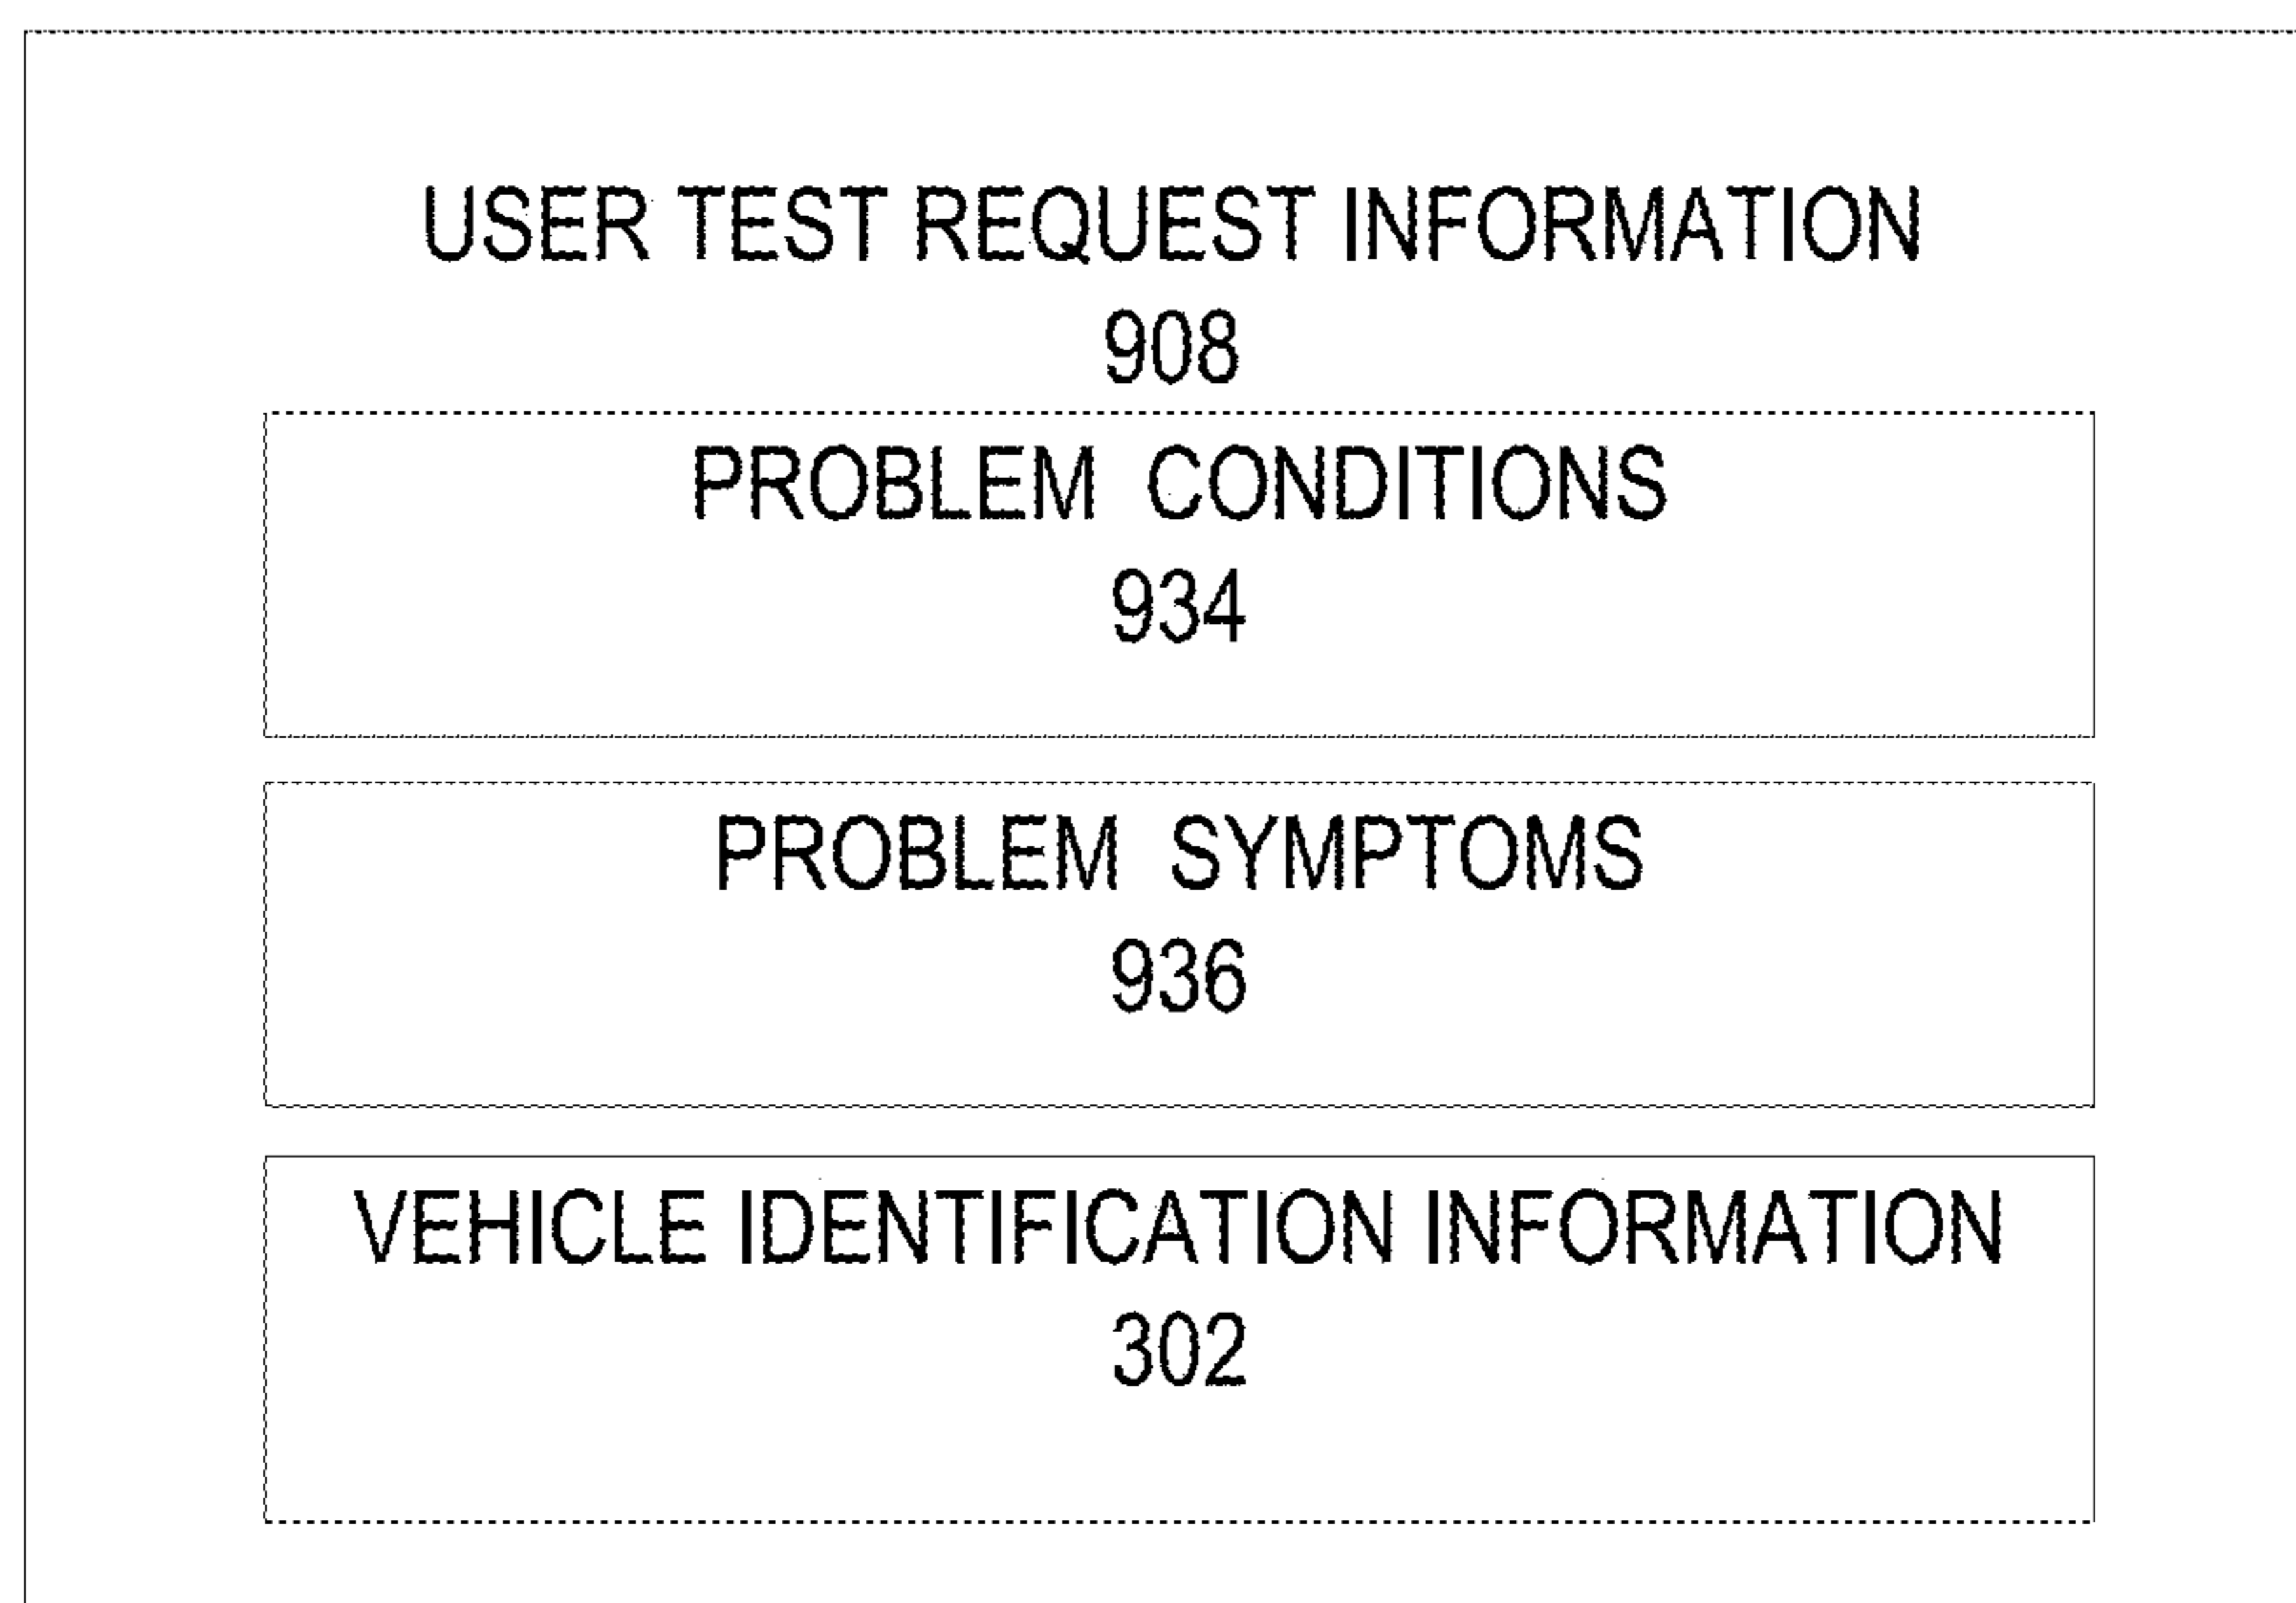 USER TEST REQUEST INFORMATION
908
PROBLEM CONDITIONS
934
PROBLEM SYMPTOMS
936
VEHICLE IDENTIFICATION INFORMATION
302